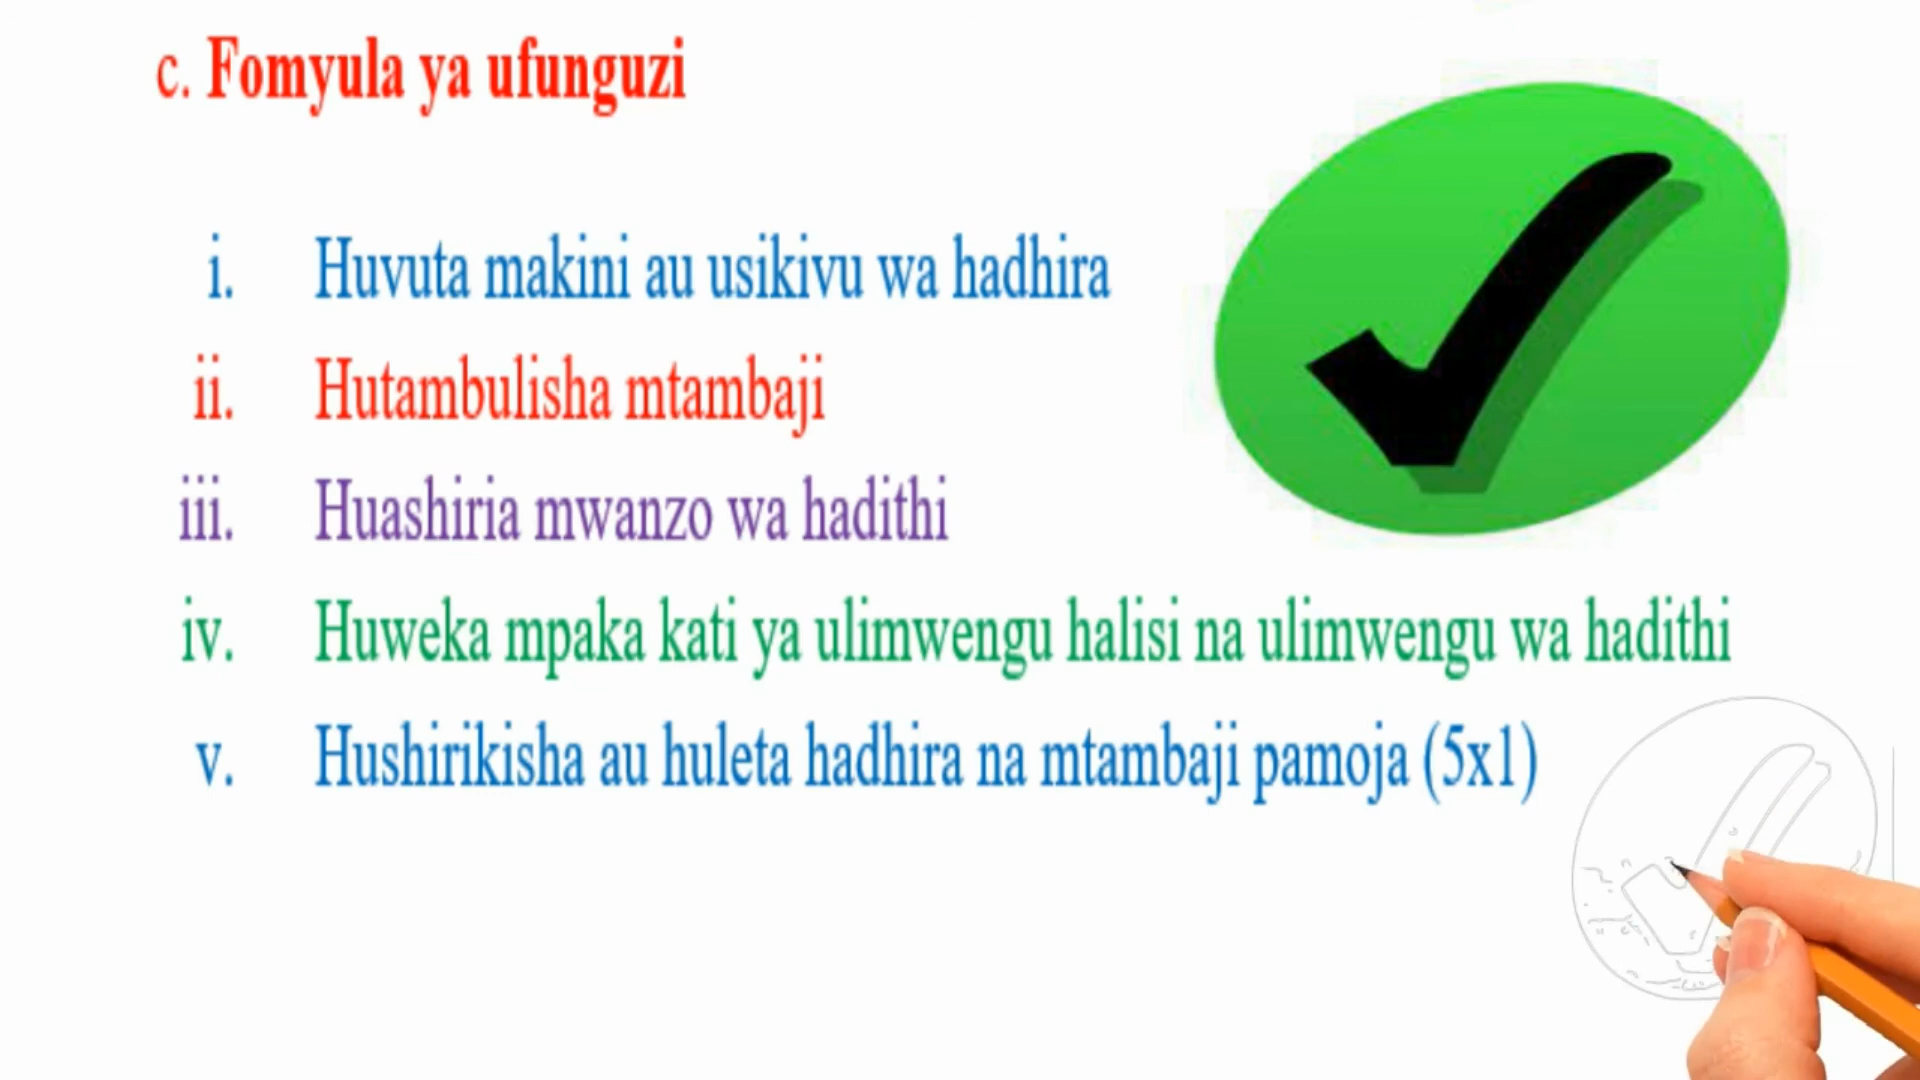 c. Fomyula ya ufunguzi
i. Huvuta makini au usikivu wa hadhira
ii. Hutambulisha mtambaji
iii. Huashiria mwanzo wa hadithi
iv. Huweka mpaka kati ya ulimwengu halisi na ulimwengu wa hadithi
v. Hushirikisha au huleta hadhira na mtambaji pamoja (5x1)